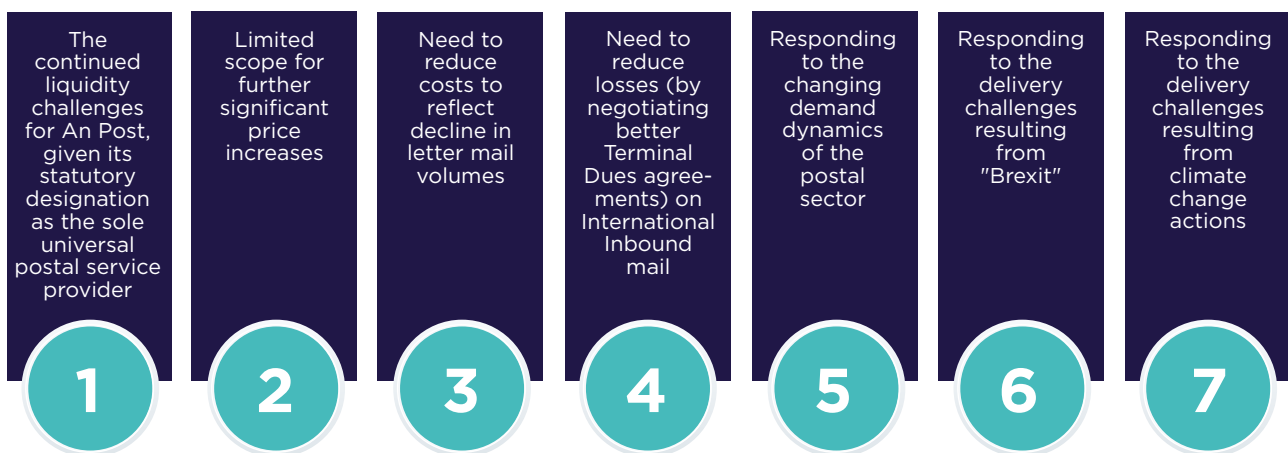 The
continued
liquidity
challenges
for An Post,
given its
statutory
designation
as the sole
universal
postal service
provider
1
Limited
scope for
further
significant
price
increases
2
Need to
reduce
costs to
reflect
decline in
letter mail
volumes
3
Need to
reduce
losses (by
negotiating
better
Terminal
Dues agree-
ments) on
International
Inbound
mail
4
Responding
to the
changing
demand
dynamics
of the
postal
sector
5
Responding
to the
delivery
challenges
resulting
from
"Brexit"
6
Responding
to the
delivery
challenges
resulting
from
climate
change
actions
7